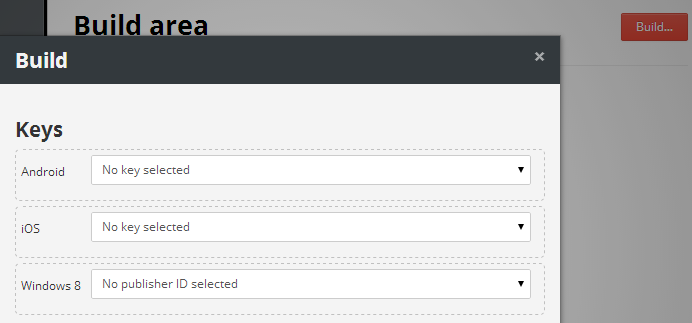 Build area
Build...
Build ×
Keys
Android No key selected
iOS No key selected
Windows 8 No publisher ID selected